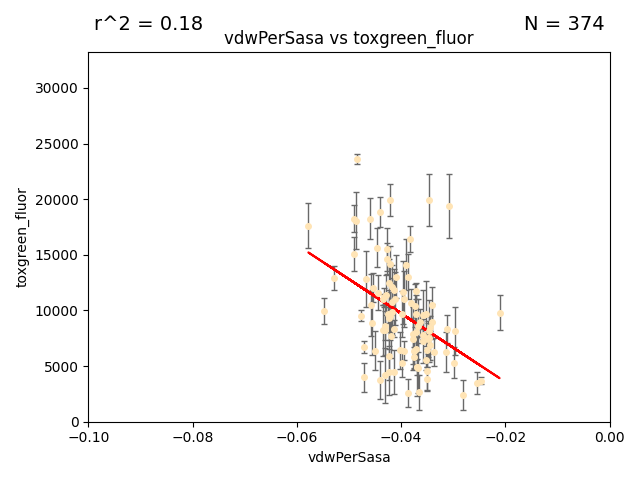 r^2 = 0.18
N = 374
vdwPerSasa vs toxgreen_fluor
30000
25000
20000
15000
10000
5000
0
toxgreen_fluor
−0.10
−0.08
−0.06
−0.04
−0.02
0.00
vdwPerSasa